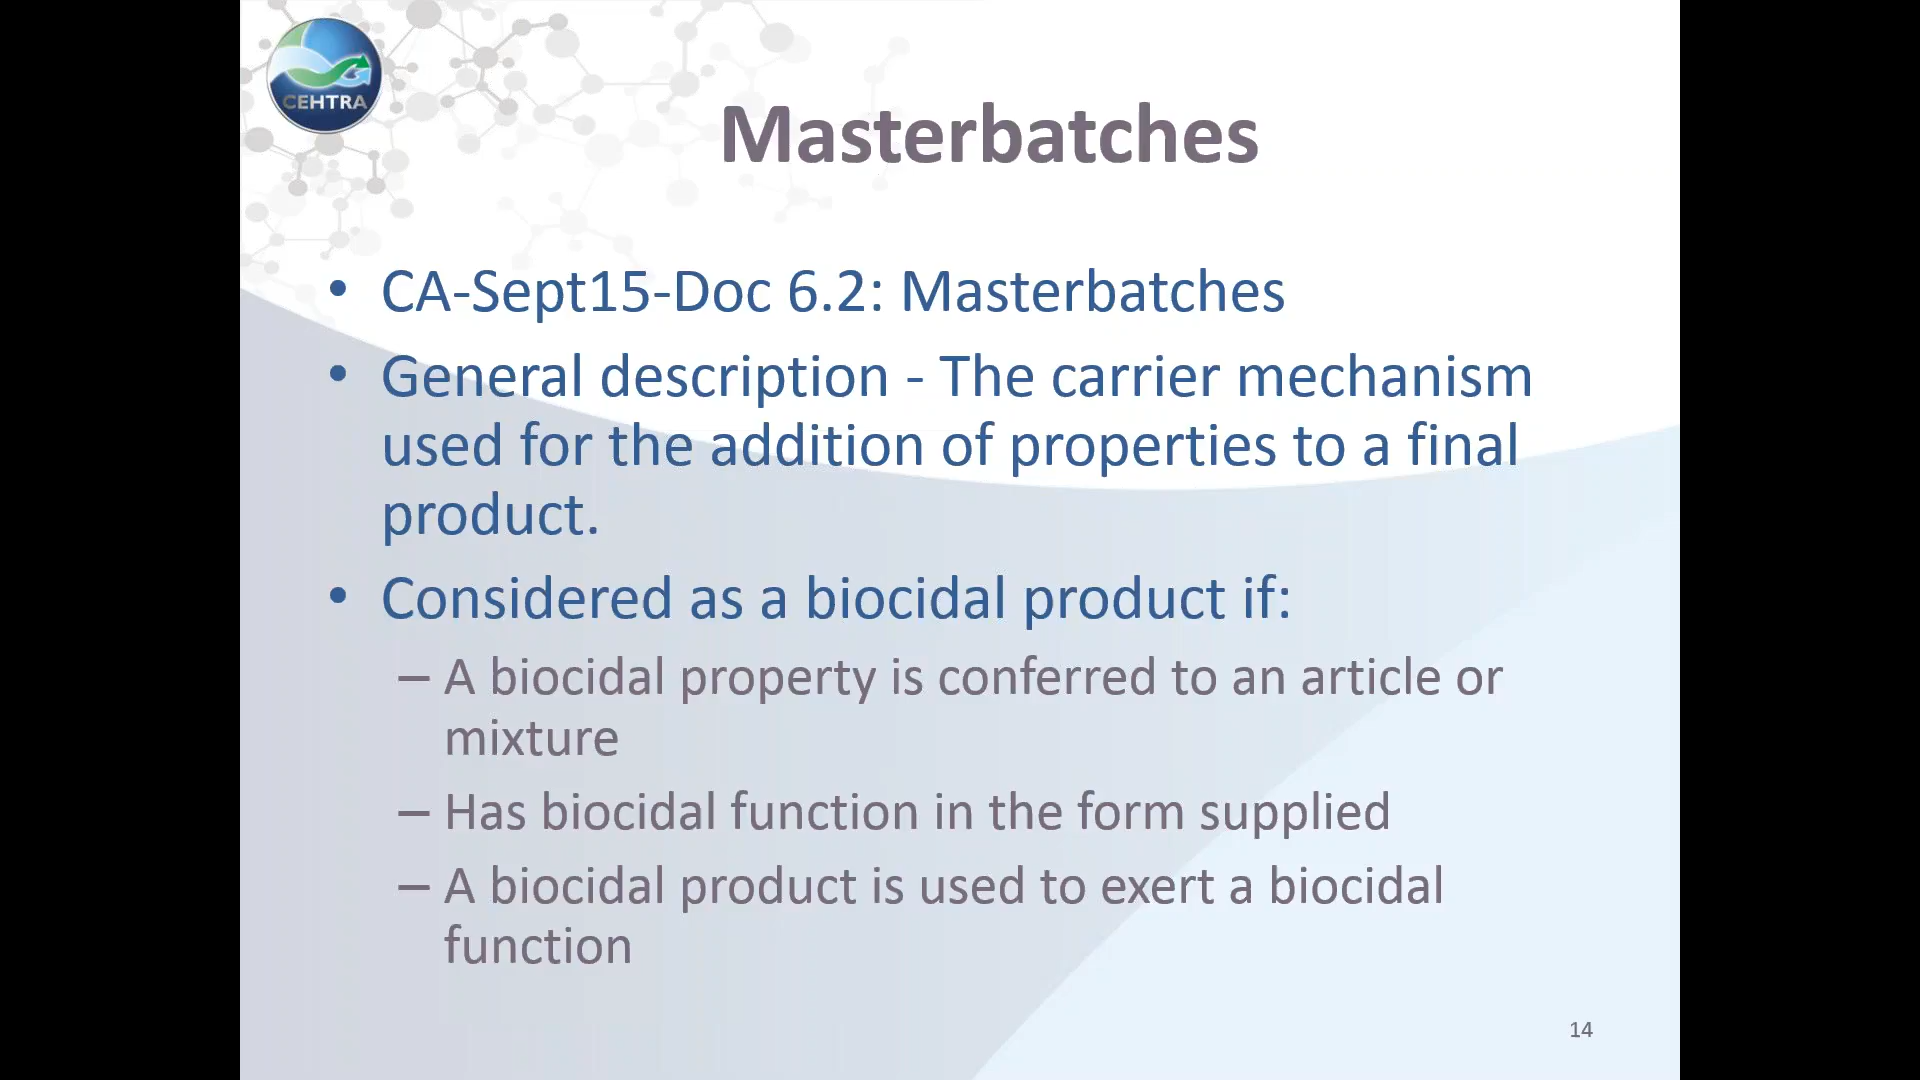 CEHTRA
Masterbatches
• CA-Sept15-Doc 6.2: Masterbatches
• General description - The carrier mechanism
used for the addition of properties to a final
product.
• Considered as a biocidal product if:
– A biocidal property is conferred to an article or
mixture
– Has biocidal function in the form supplied
– A biocidal product is used to exert a biocidal
function
14